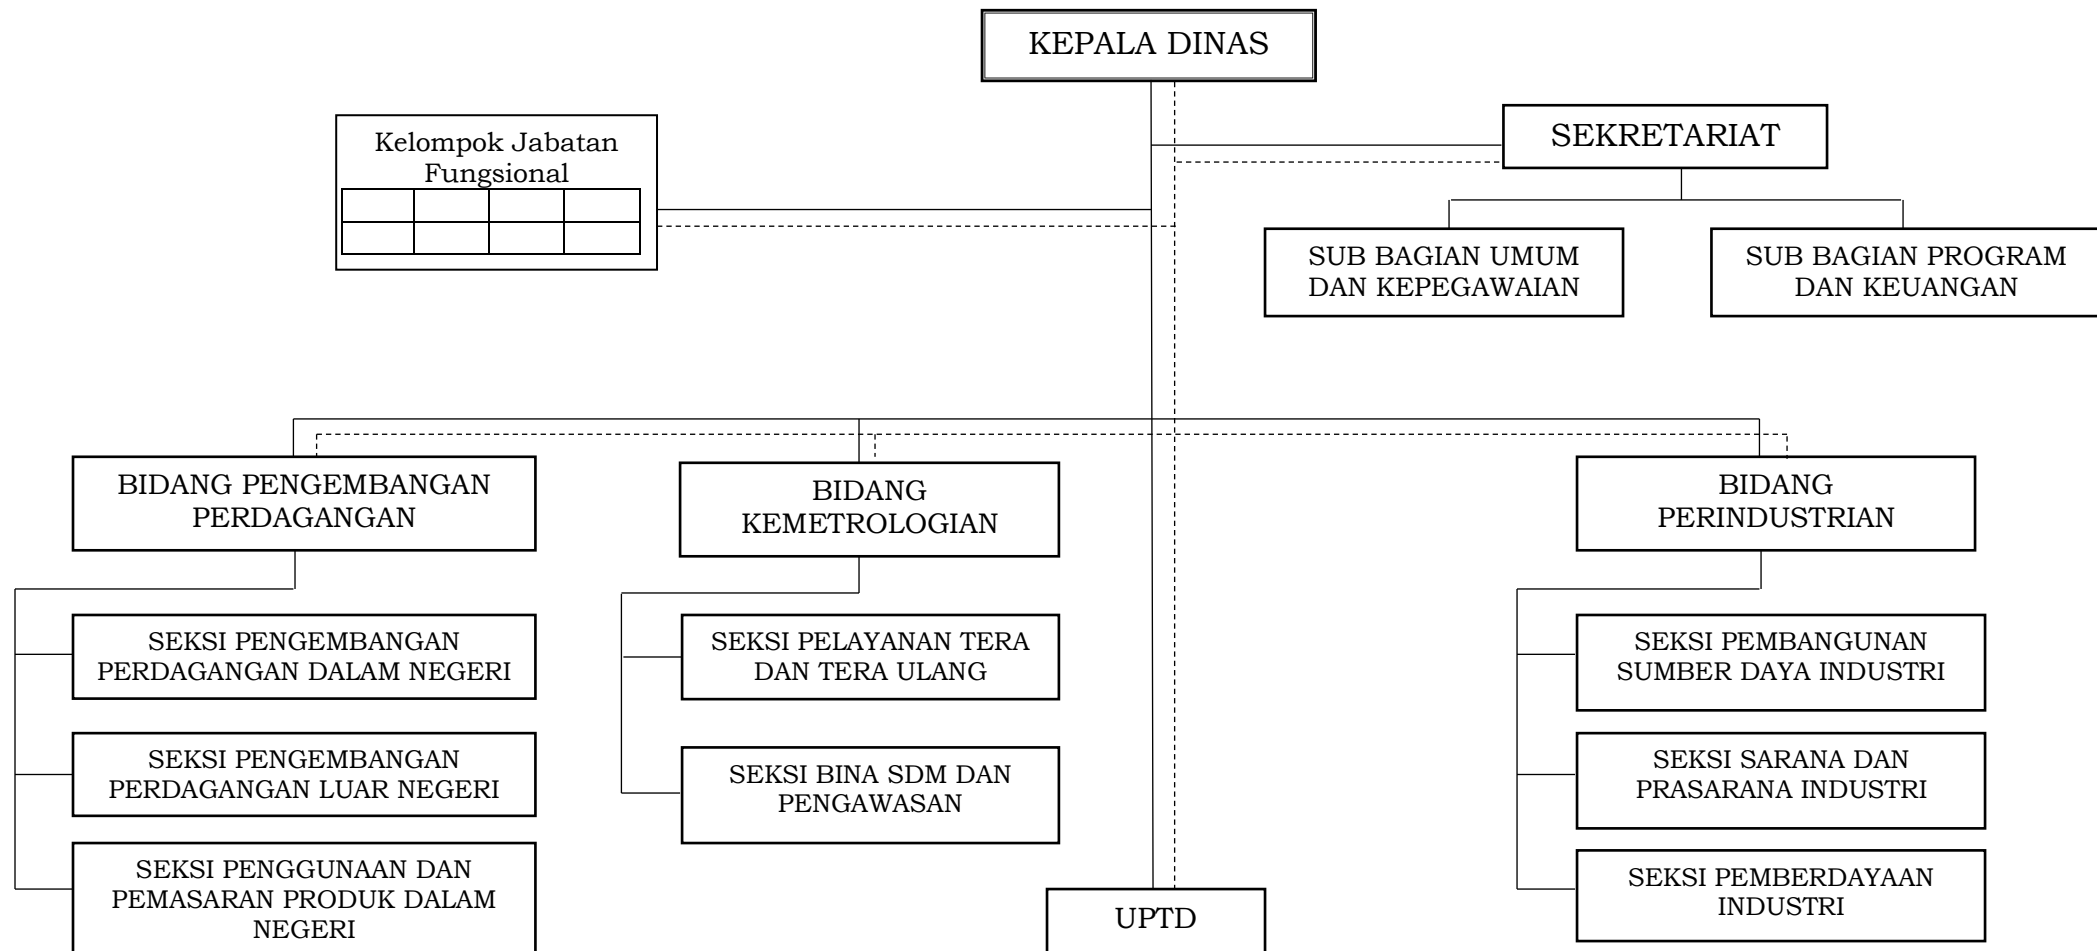 KEPALA DINAS
SEKRETARIAT
Kelompok Jabatan
Fungsional
SUB BAGIAN UMUM
DAN KEPEGAWAIAN
SUB BAGIAN PROGRAM
DAN KEUANGAN
BIDANG PENGEMBANGAN
PERDAGANGAN
BIDANG
KEMETROLOGIAN
BIDANG
PERINDUSTRIAN
SEKSI PENGEMBANGAN
PERDAGANGAN DALAM NEGERI
SEKSI PENGEMBANGAN
PERDAGANGAN LUAR NEGERI
SEKSI PENGGUNAAN DAN
PEMASARAN PRODUK DALAM
NEGERI
SEKSI PELAYANAN TERA
DAN TERA ULANG
SEKSI BINA SDM DAN
PENGAWASAN
SEKSI PEMBANGUNAN
SUMBER DAYA INDUSTRI
SEKSI SARANA DAN
PRASARANA INDUSTRI
SEKSI PEMBERDAYAAN
INDUSTRI
UPTD